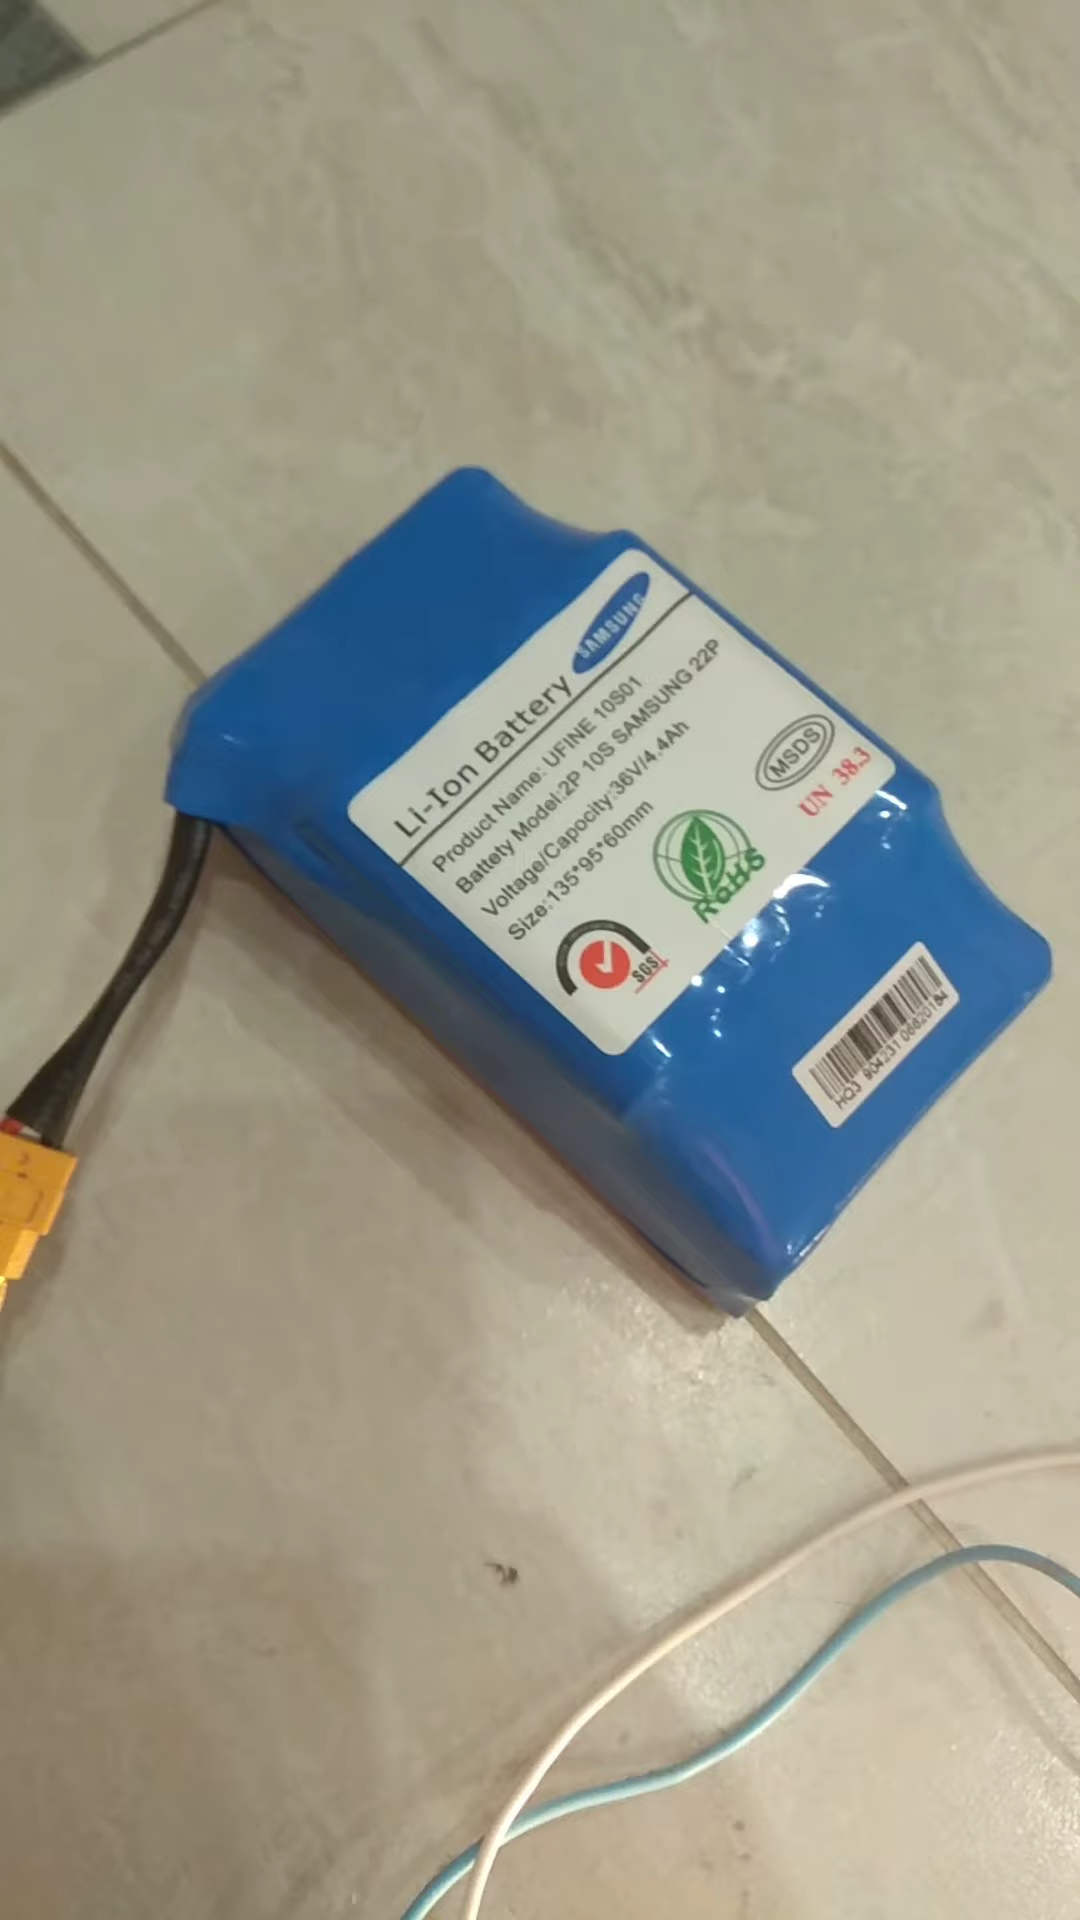 SAMSUNG
Li-Ion Battery
Product Name: UFINE 10S01
Battety Model:2P 10S SAMSUNG 22P
Voltage/Capocity:36V/4.4Ah
Size:135*95*60mm
MSDS
UN 38.3
RoHS
SGS